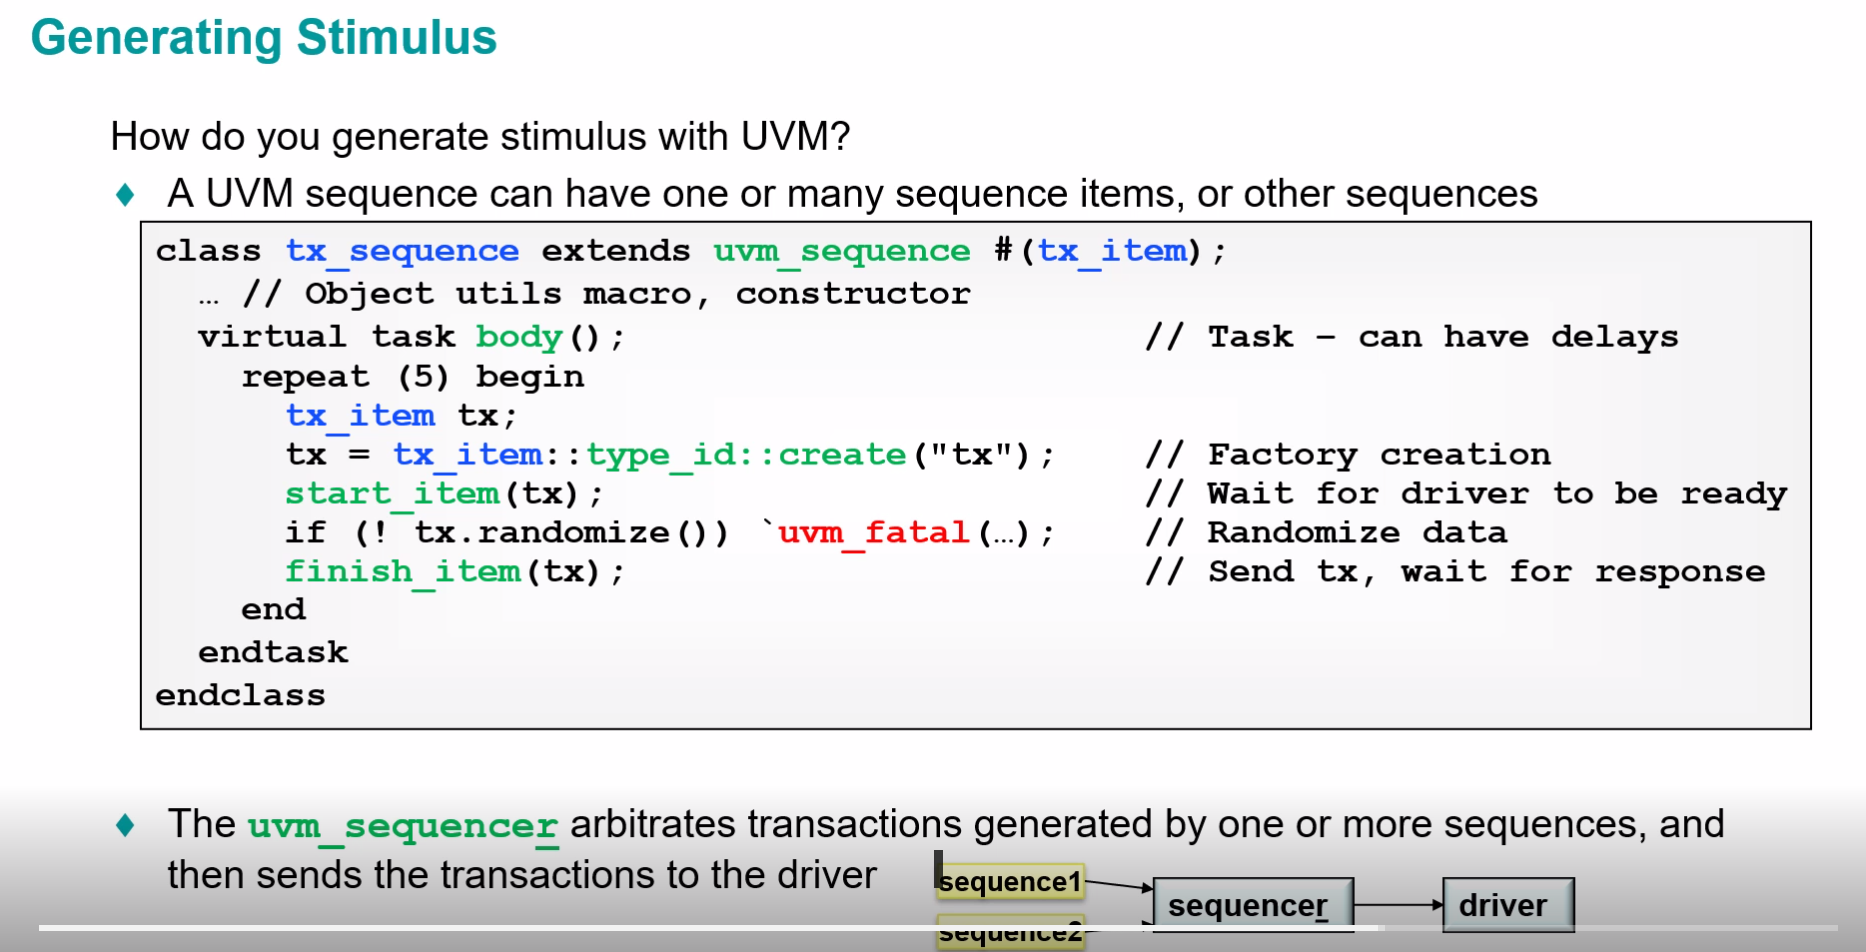 Generating Stimulus
How do you generate stimulus with UVM?
♦ A UVM sequence can have one or many sequence items, or other sequences
class tx_sequence extends uvm_sequence #(tx_item);
… // Object utils macro, constructor
virtual task body(); // Task – can have delays
repeat (5) begin
tx_item tx;
tx = tx_item::type_id::create("tx"); // Factory creation
start_item(tx); // Wait for driver to be ready
if (! tx.randomize()) `uvm_fatal(…); // Randomize data
finish_item(tx); // Send tx, wait for response
end
endtask
endclass
♦ The uvm_sequencer arbitrates transactions generated by one or more sequences, and
then sends the transactions to the driver
sequence1
sequencer
driver
sequence2